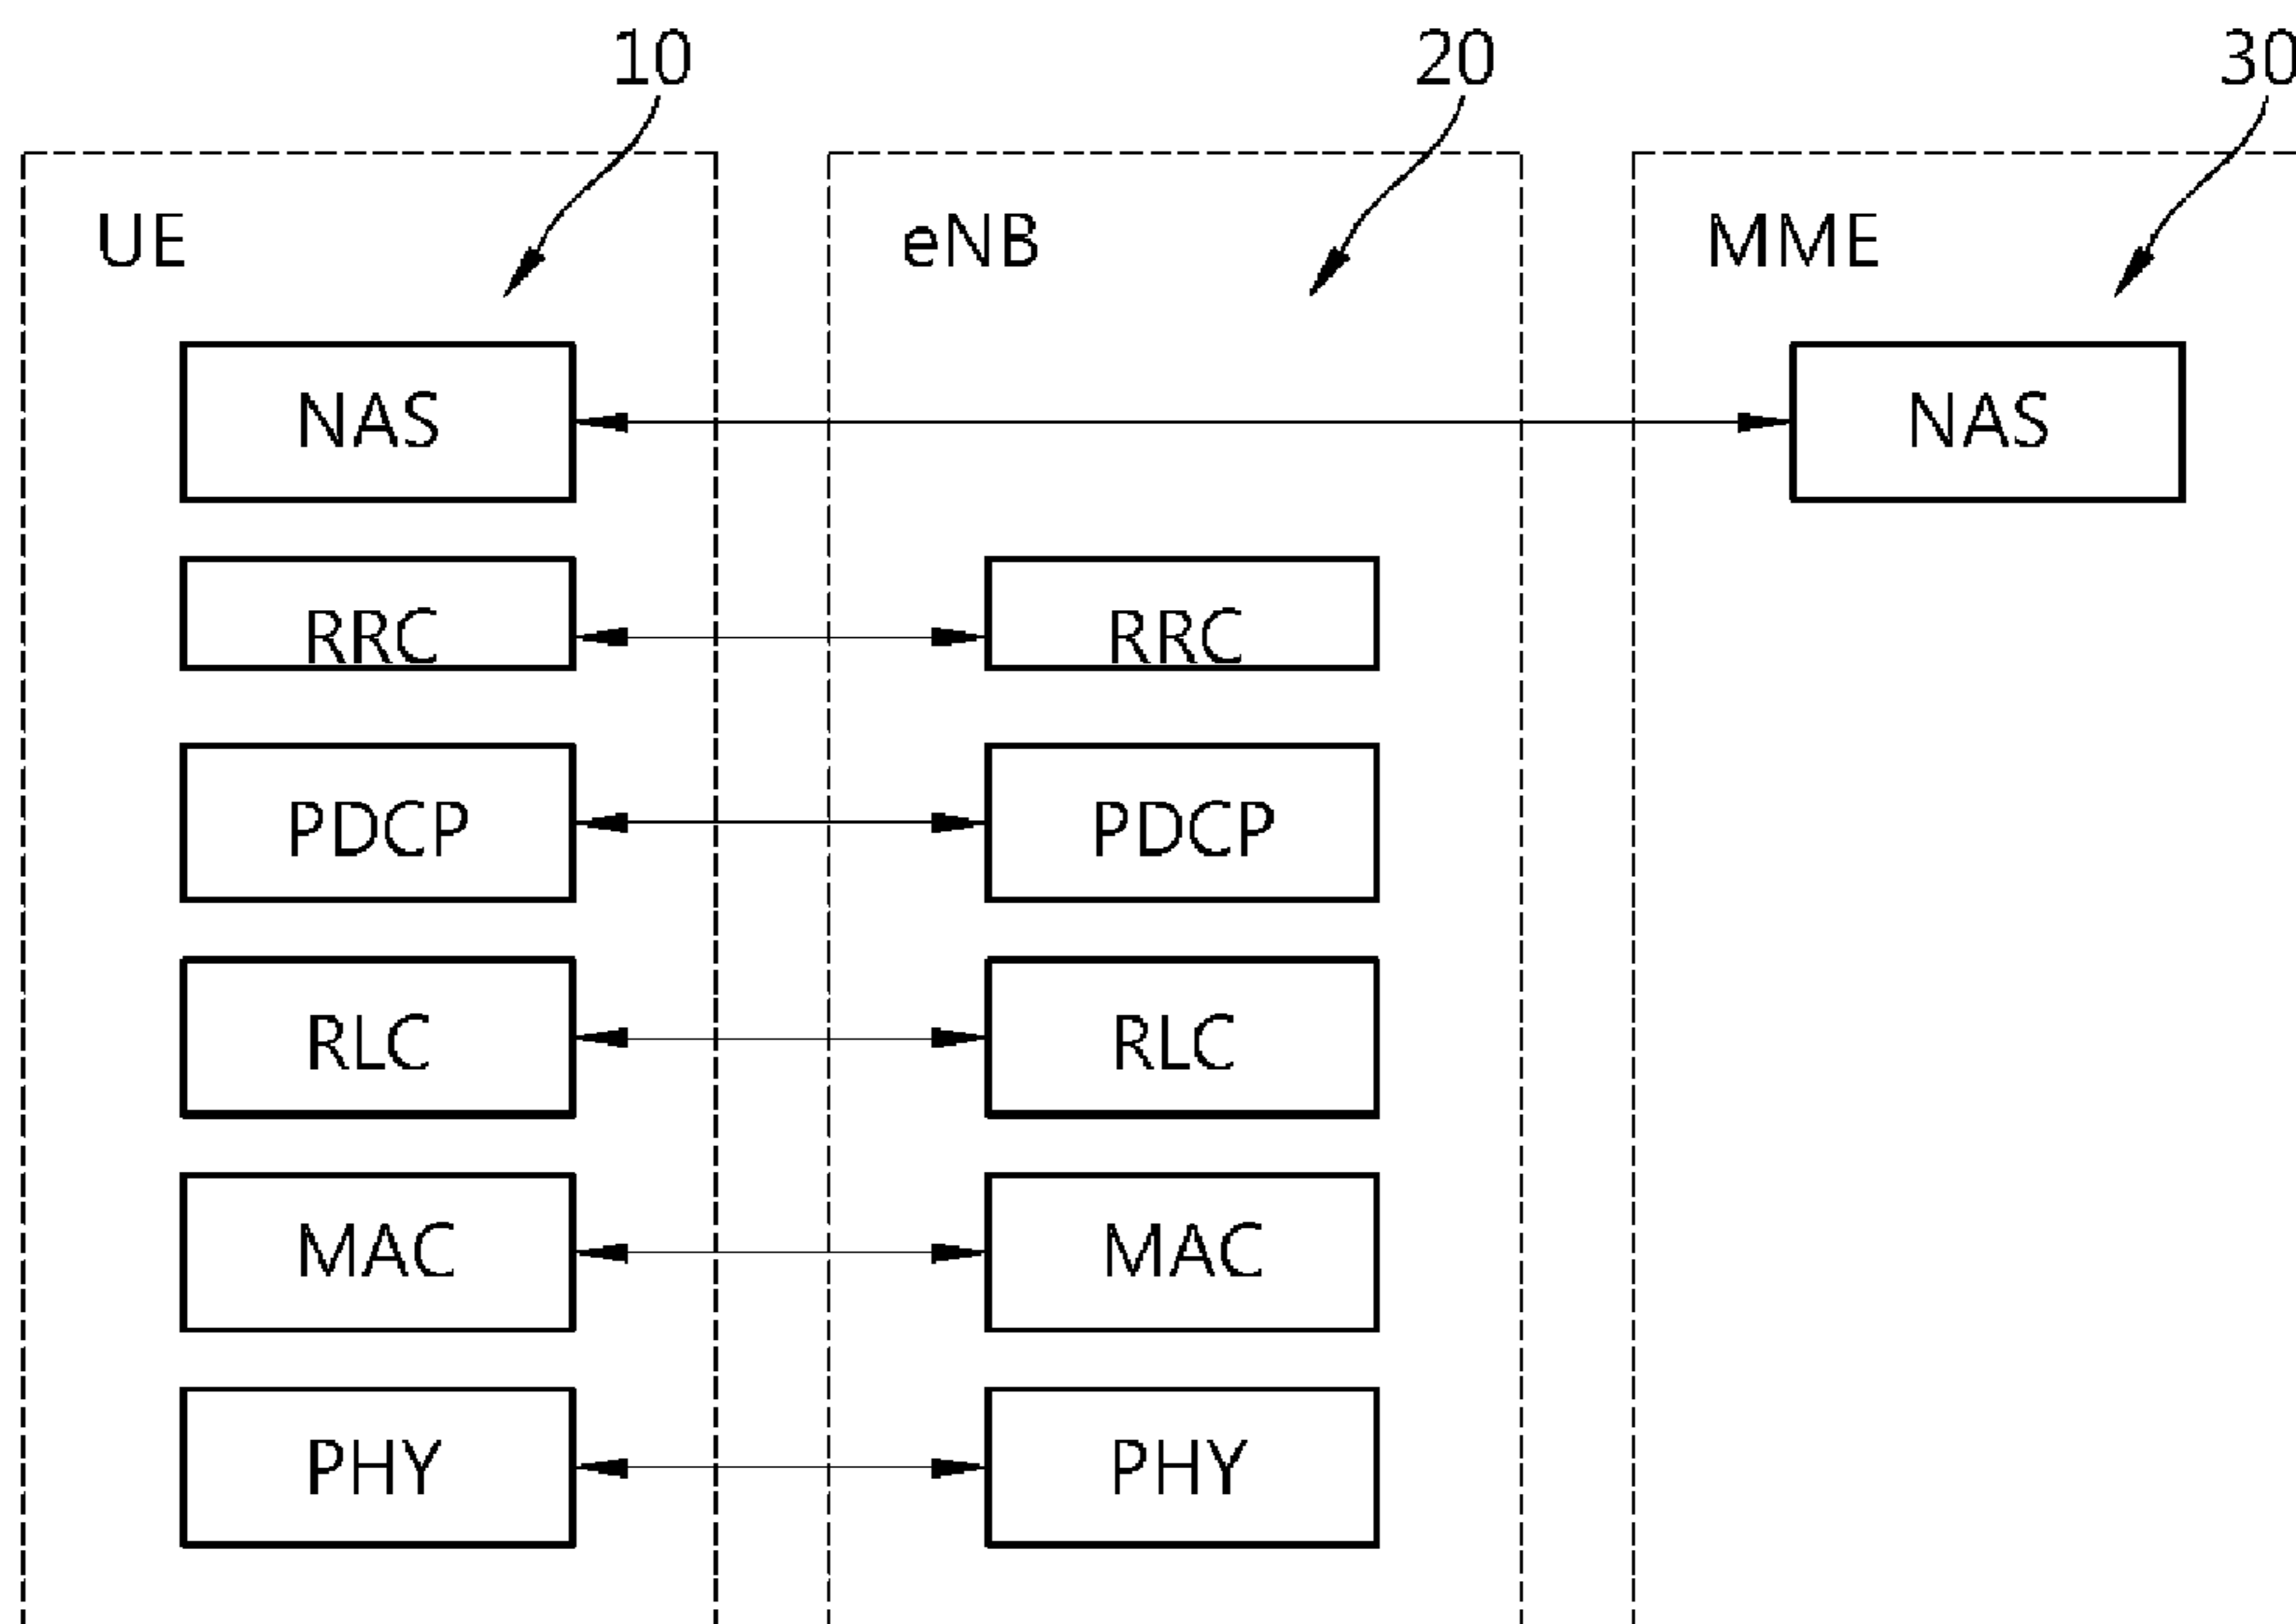 10 20 30
UE eNB MME
NAS NAS
RRC RRC
PDCP PDCP
RLC RLC
MAC MAC
PHY PHY